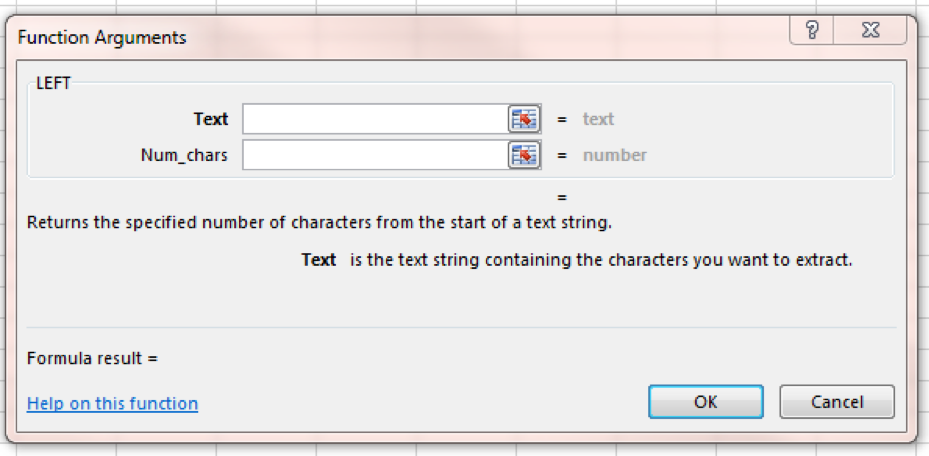 Function Arguments
?
LEFT
Text = text
Num_chars = number
=
Returns the specified number of characters from the start of a text string.
Text is the text string containing the characters you want to extract.
Formula result =
Help on this function OK Cancel